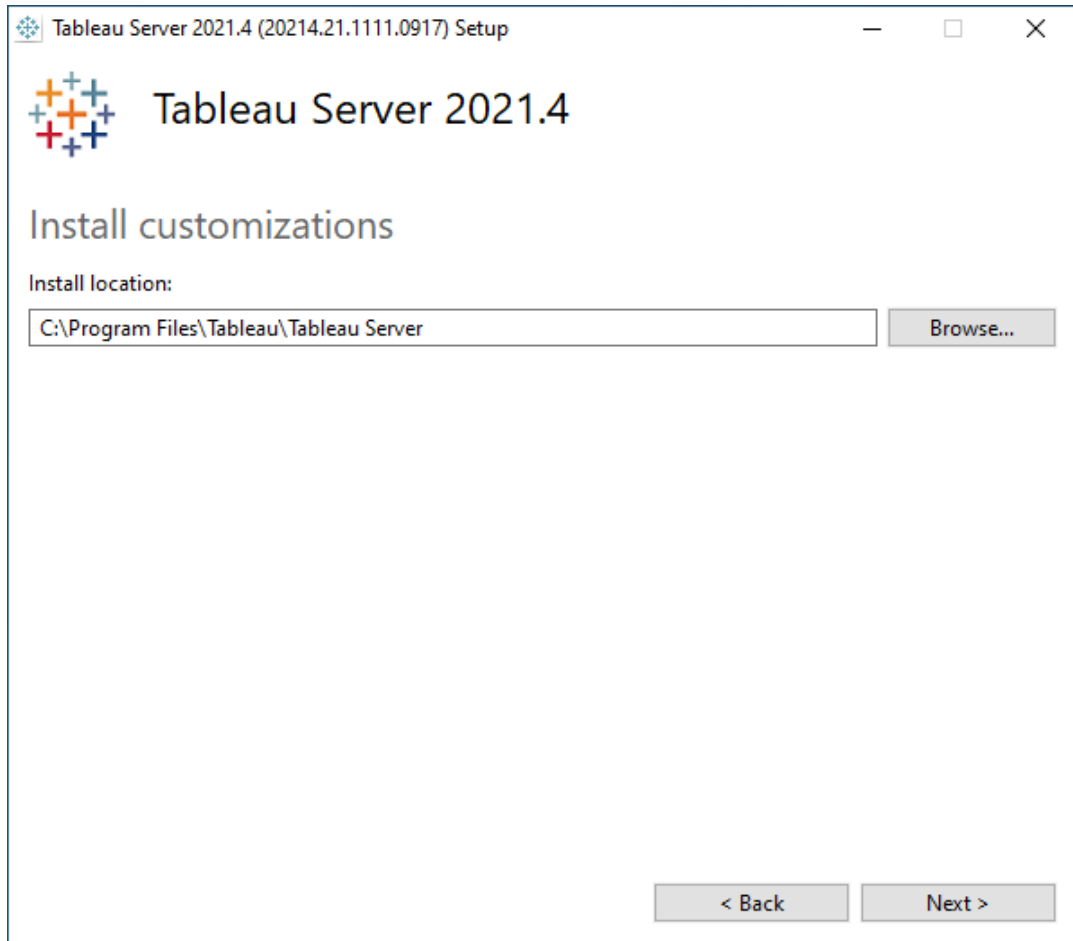 Tableau Server 2021.4 (20214.21.1111.0917) Setup
Tableau Server 2021.4
Install customizations
Install location:
C:\Program Files\Tableau\Tableau Server
Browse...
< Back
Next >